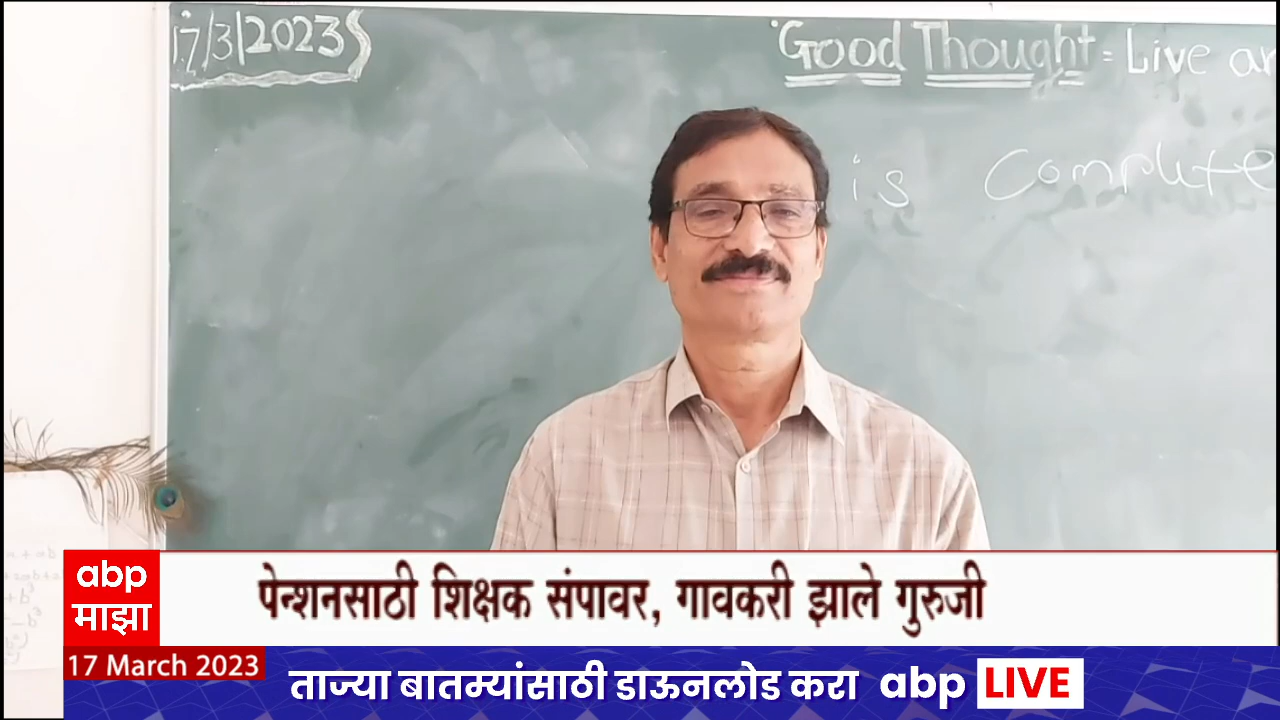 17/3/2023
Good Thought = Live an
is Complete
abp
माझा
पेन्शनसाठी शिक्षक संपावर, गावकरी झाले गुरुजी
17 March 2023
ताज्या बातम्यांसाठी डाऊनलोड करा abp LIVE